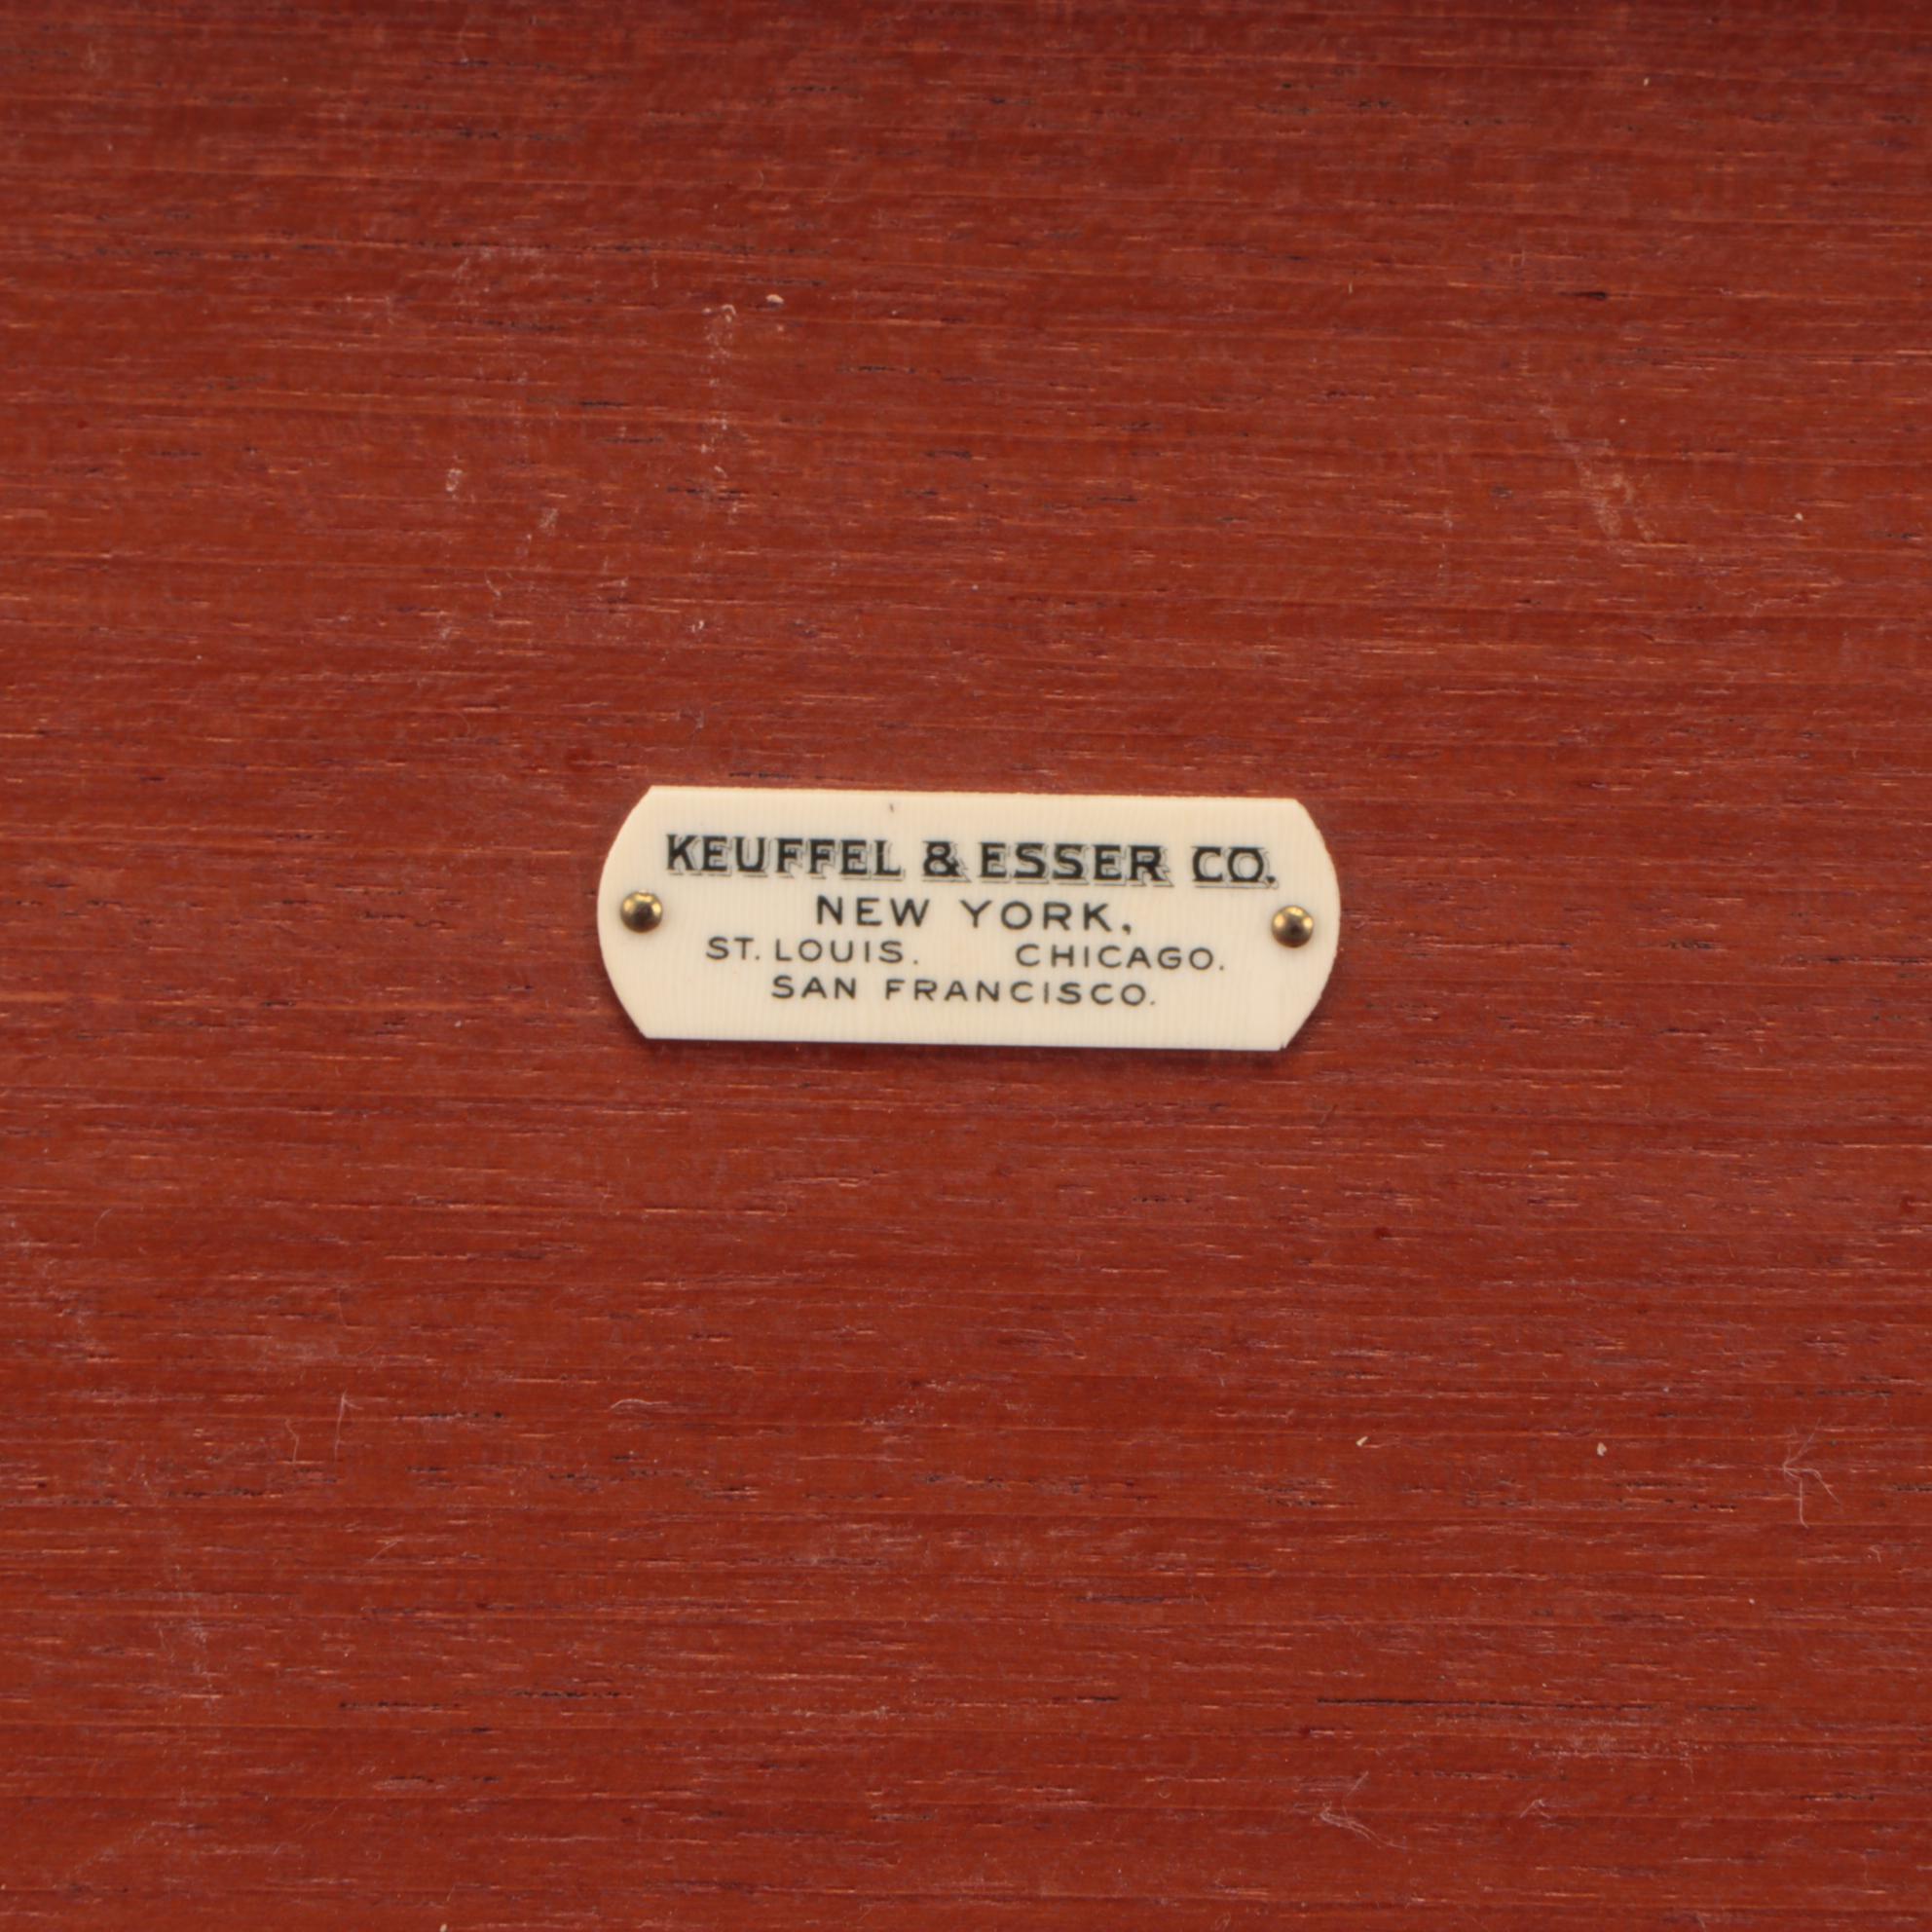 KEUFFEL & ESSER CO.
NEW YORK,
ST. LOUIS. CHICAGO.
SAN FRANCISCO.